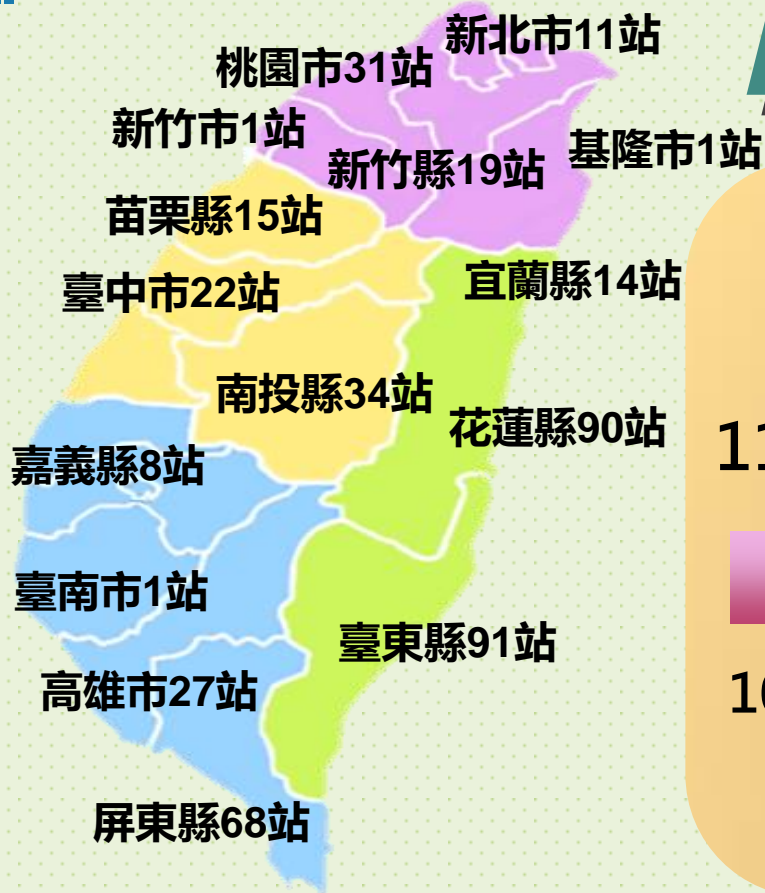 新北市11站
桃園市31站
新竹市1站
基隆市1站
新竹縣19站
苗栗縣15站
宜蘭縣14站
臺中市22站
南投縣34站
花蓮縣90站
嘉義縣8站
臺南市1站
臺東縣91站
高雄市27站
屏東縣68站